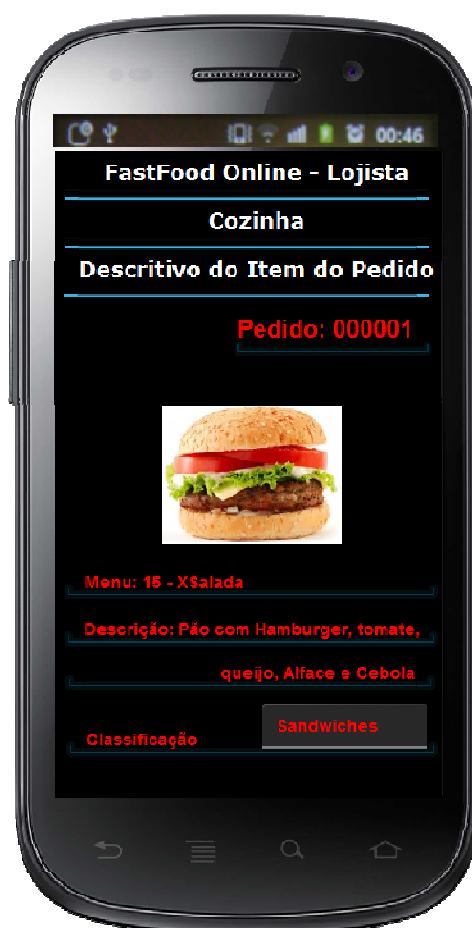 00:46
FastFood Online - Lojista
Cozinha
Descritivo do Item do Pedido
Pedido: 000001
Menu: 15 - XSalada
Descrição: Pão com Hamburger, tomate,
queijo, Alface e Cebola
Sandwiches
Classificação